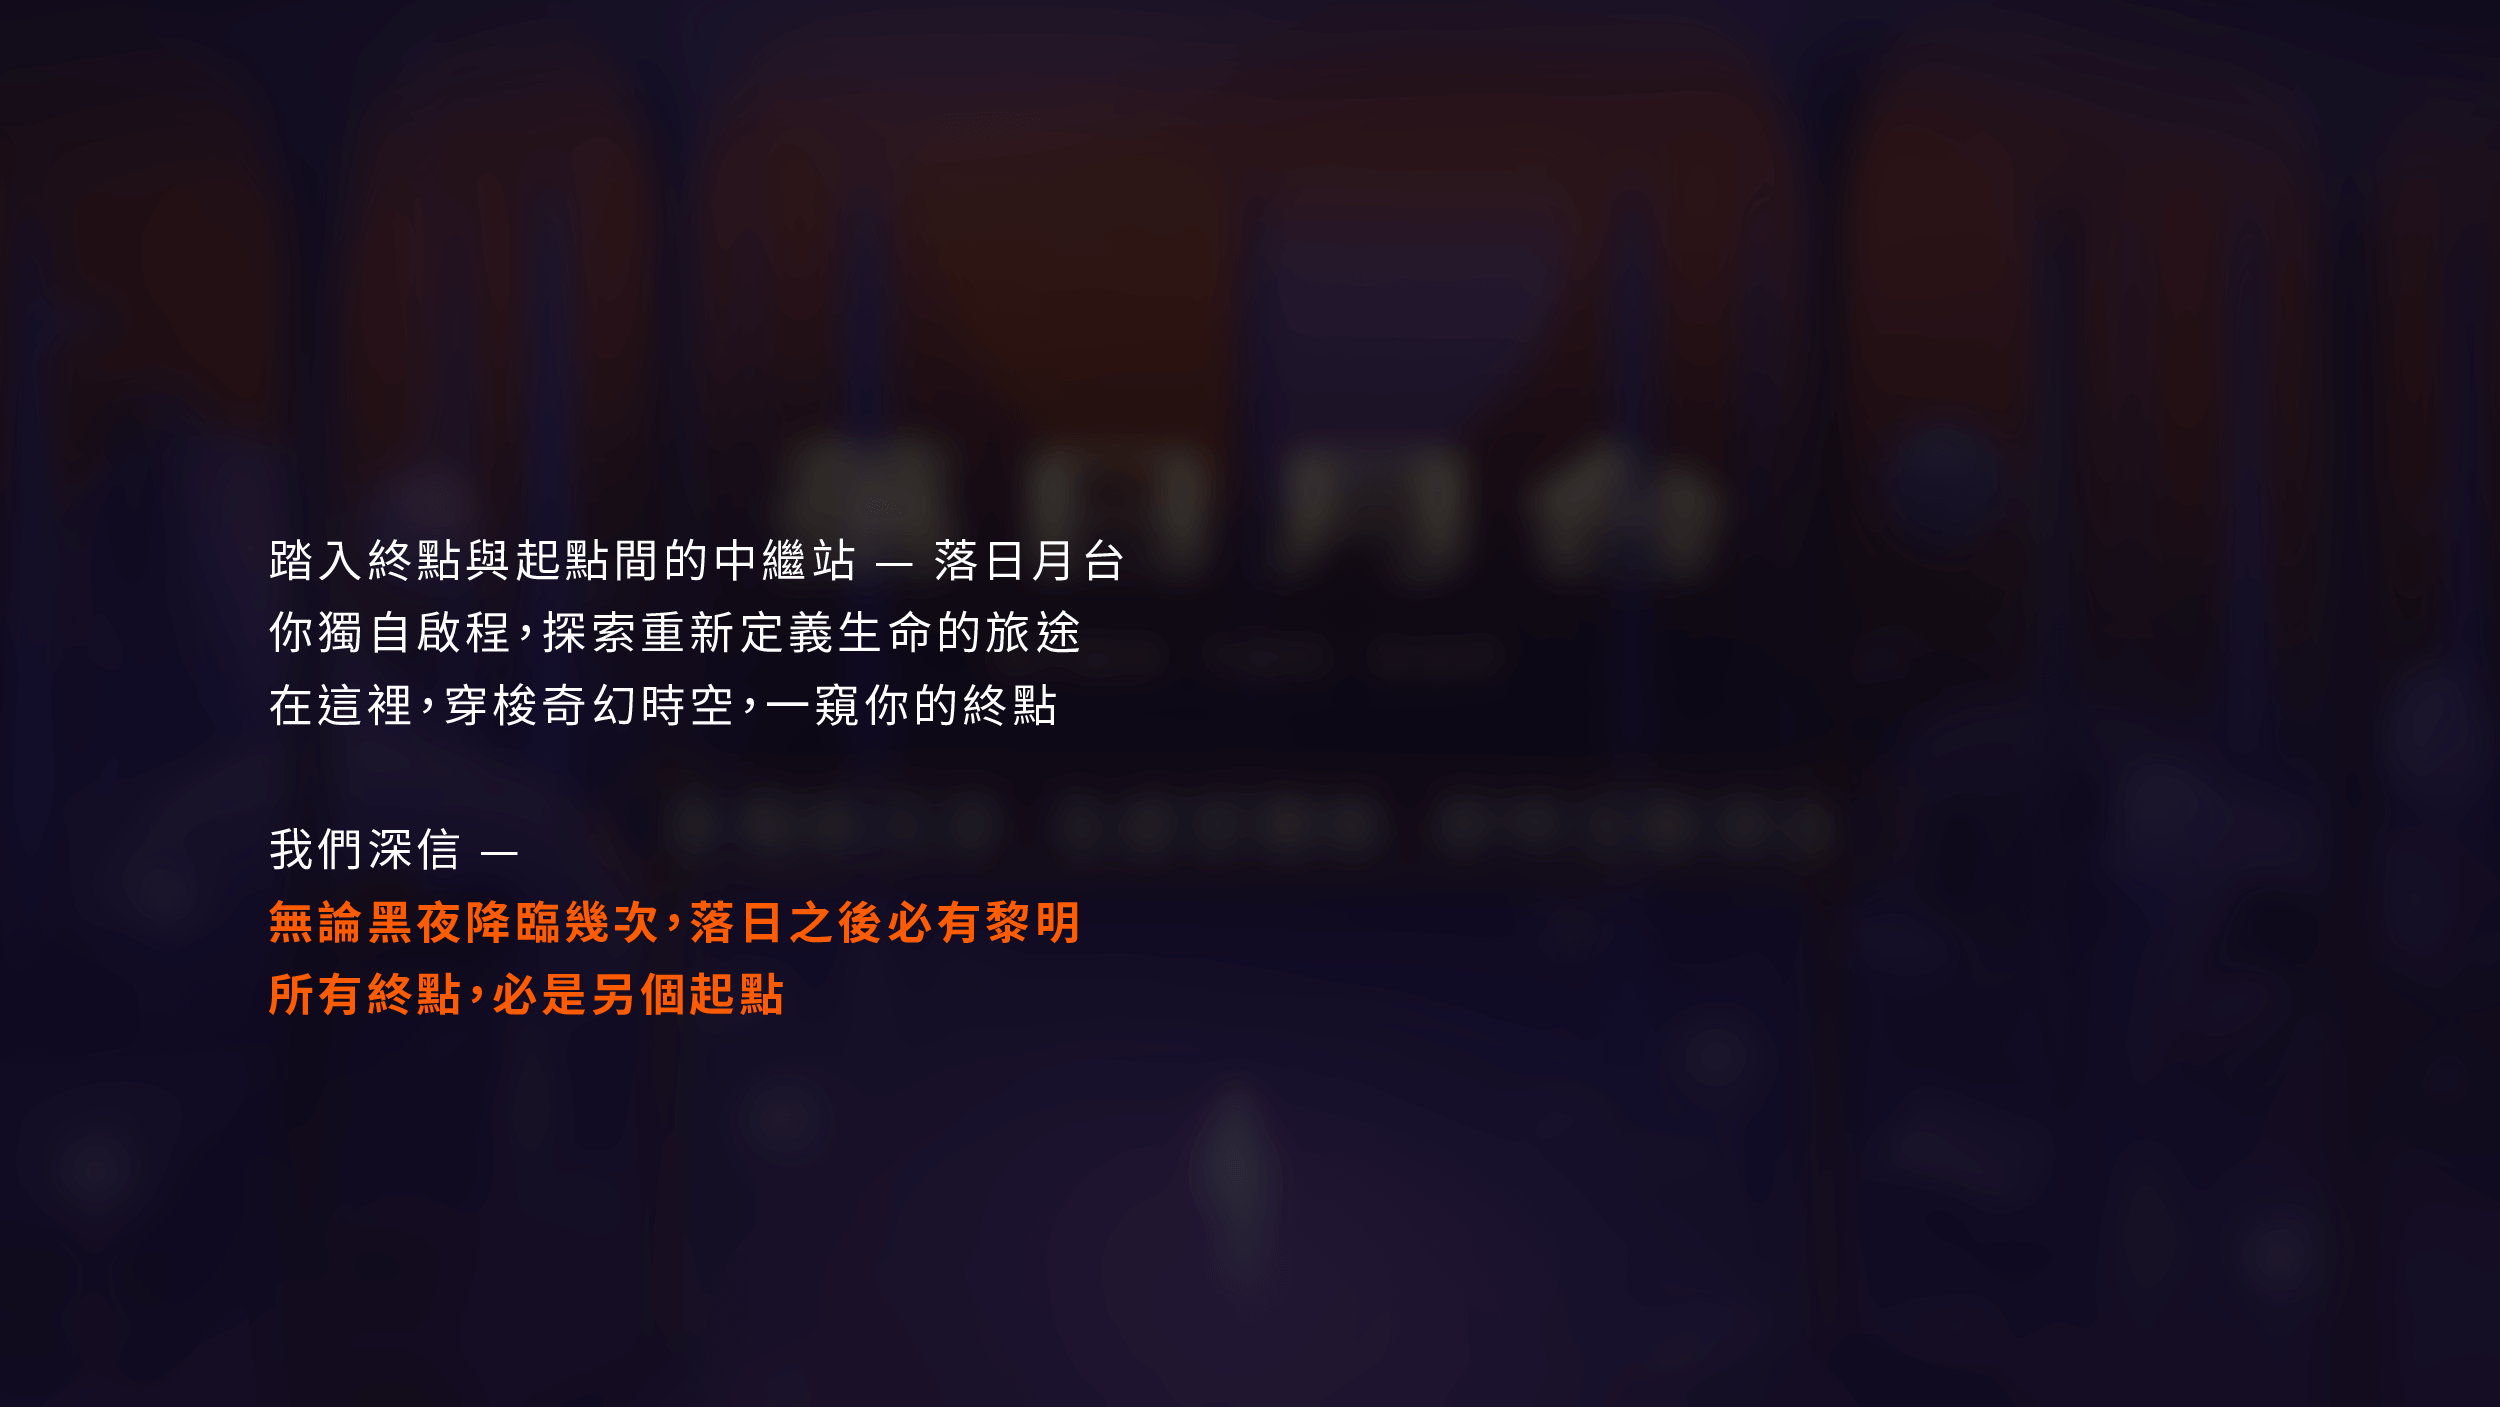 踏入終點與起點間的中繼站 — 落日月台
你獨自啟程，探索重新定義生命的旅途
在這裡，穿梭奇幻時空，一窺你的終點
我們深信 —
無論黑夜降臨幾次，落日之後必有黎明
所有終點，必是另個起點